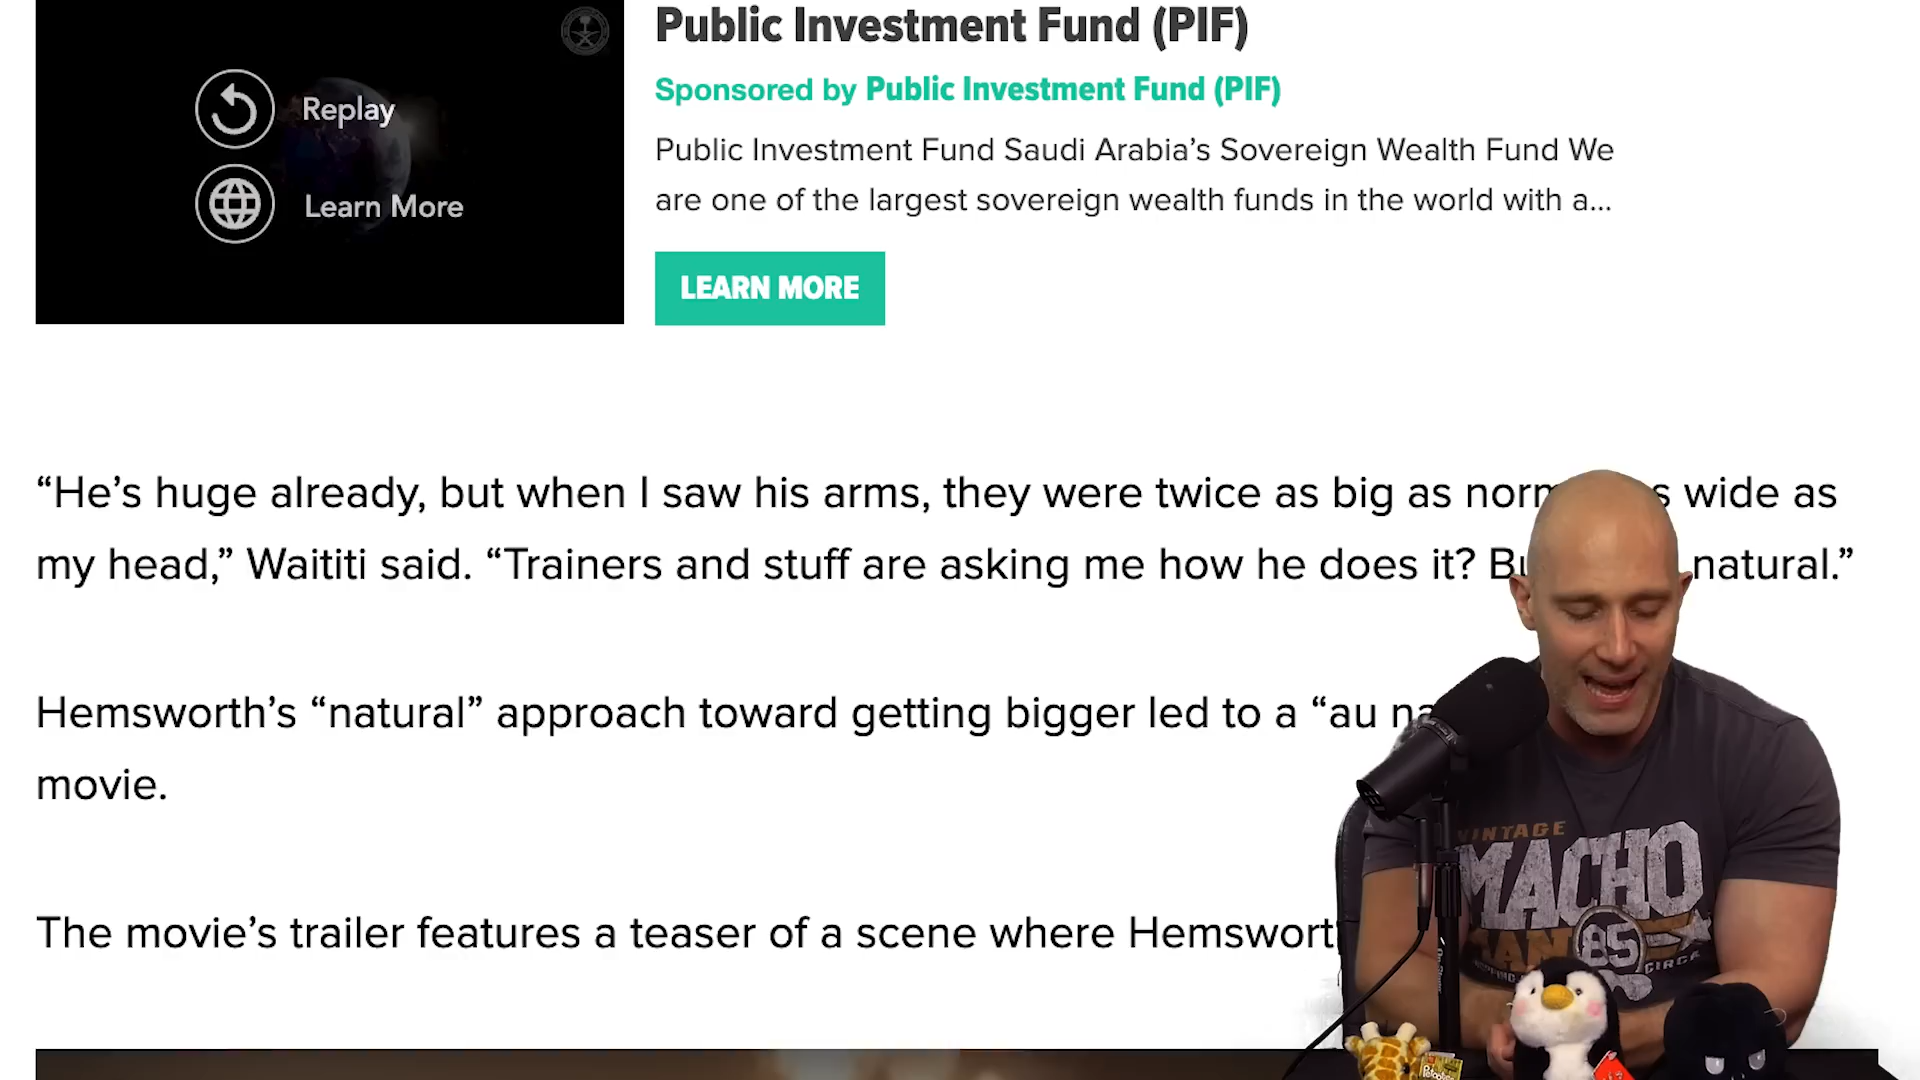 Public Investment Fund (PIF)
Sponsored by Public Investment Fund (PIF)
Public Investment Fund Saudi Arabia’s Sovereign Wealth Fund We
are one of the largest sovereign wealth funds in the world with a...
Replay
Learn More
LEARN MORE
“He’s huge already, but when I saw his arms, they were twice as big as wide as
my head,” Waititi said. “Trainers and stuff are asking me how he does it? natural.”
Hemsworth’s “natural” approach toward getting bigger led to a “au
movie.
The movie’s trailer features a teaser of a scene where
VINTAGE
MACHO
MAN 85
CIRCA